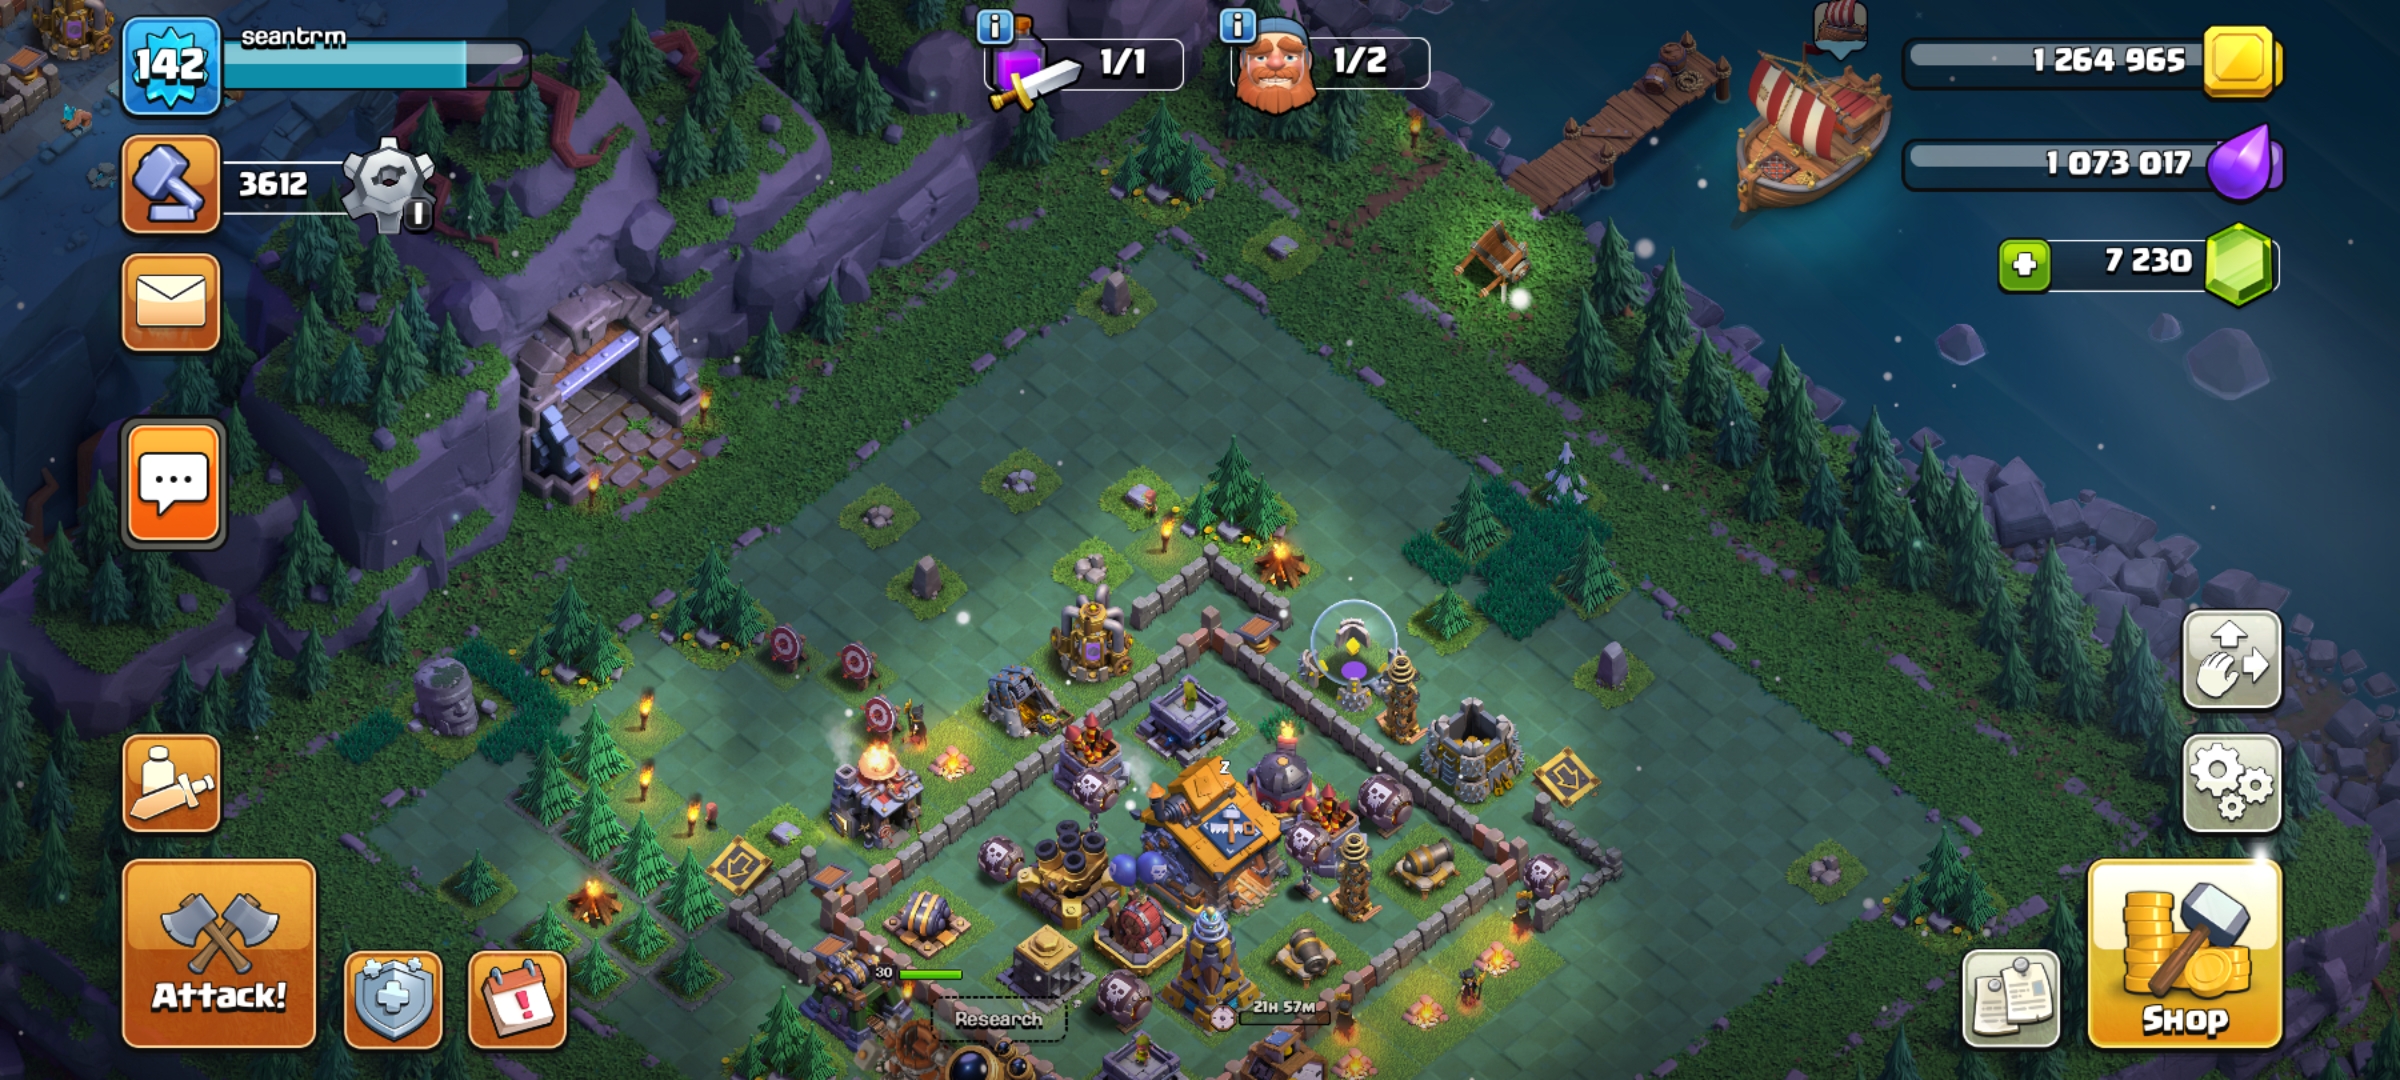 142
seantrm
1/1
1/2
1 264 965
3612
I
1 073 017
7 230
Z
30
Research
21H 57M
Attack!
Shop